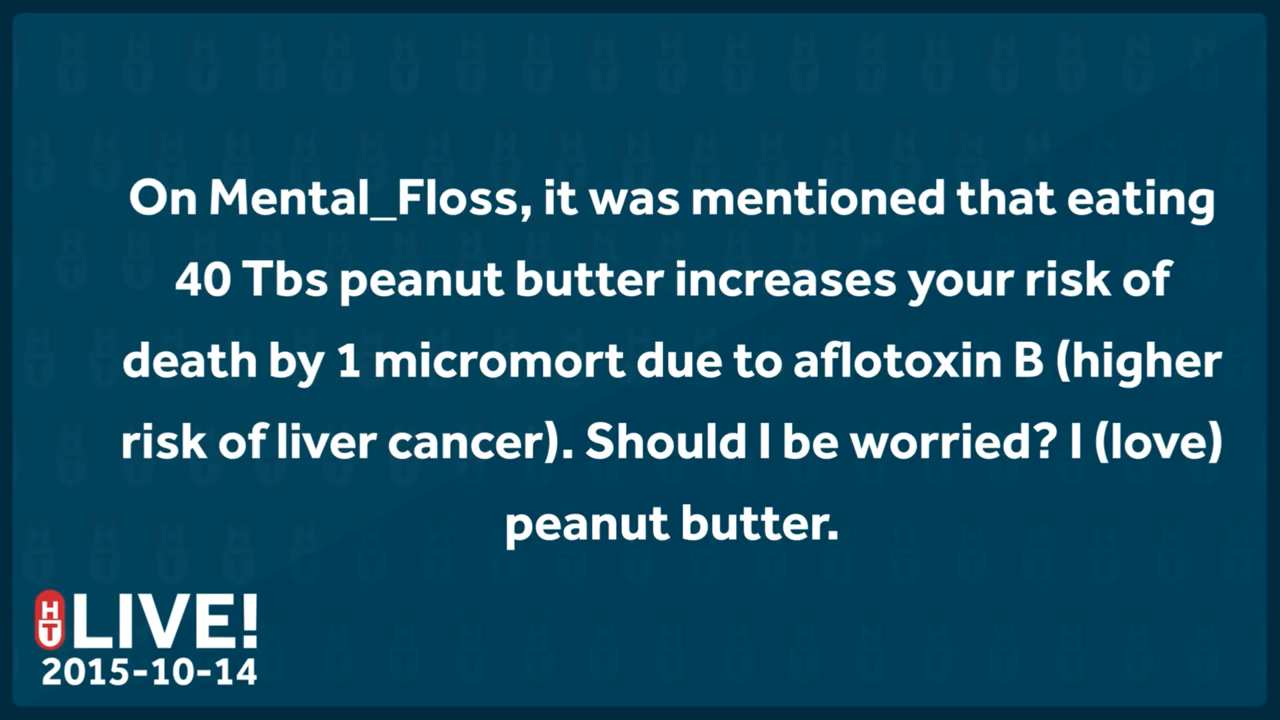 On Mental_Floss, it was mentioned that eating
40 Tbs peanut butter increases your risk of
death by 1 micromort due to aflotoxin B (higher
risk of liver cancer). Should I be worried? I (love)
peanut butter.
HT LIVE!
2015-10-14